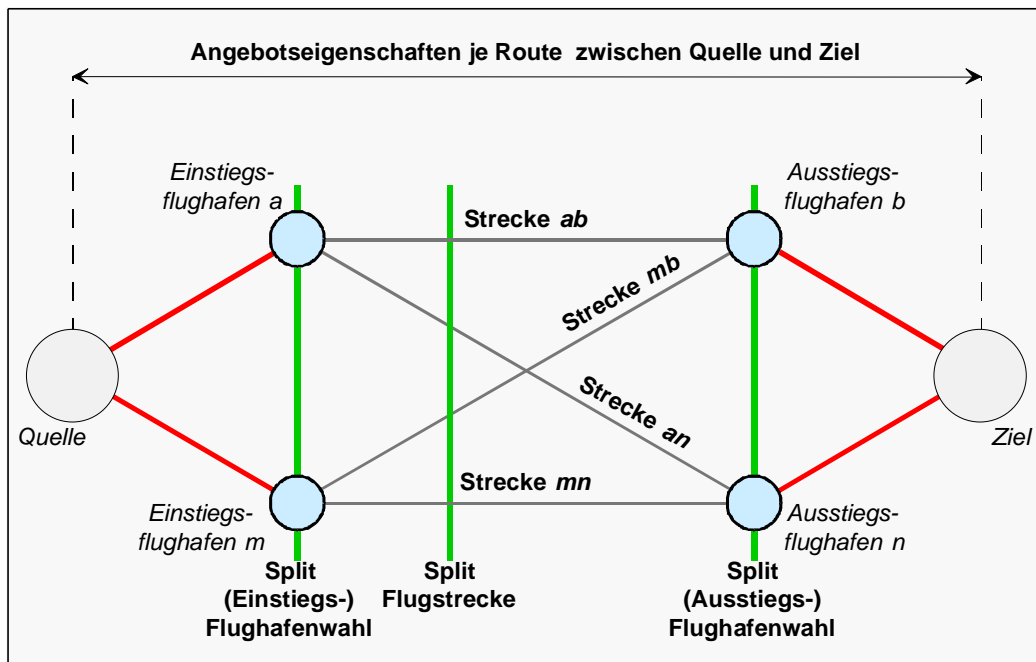 Angebotseigenschaften je Route zwischen Quelle und Ziel
Einstiegs-
flughafen a
Ausstiegs-
flughafen b
Strecke ab
Strecke mb
Strecke an
Strecke mn
Quelle
Ziel
Einstiegs-
flughafen m
Ausstiegs-
flughafen n
Split
(Einstiegs-)
Flughafenwahl
Split
Flugstrecke
Split
(Ausstiegs-)
Flughafenwahl